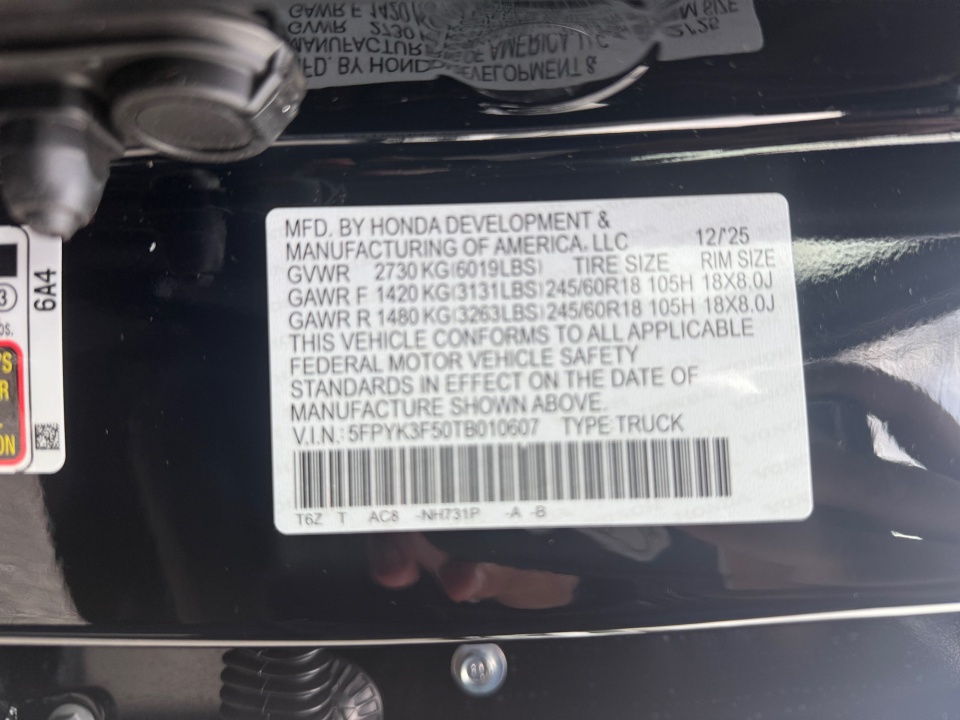 MFD. BY HONDA DEVELOPMENT &
MANUFACTURING OF AMERICA, LLC 12/'25
GVWR 2730 KG(6019LBS) TIRE SIZE RIM SIZE
GAWR F 1420 KG(3131LBS) 245/60R18 105H 18X8.0J
GAWR R 1480 KG(3263LBS) 245/60R18 105H 18X8.0J
THIS VEHICLE CONFORMS TO ALL APPLICABLE
FEDERAL MOTOR VEHICLE SAFETY
STANDARDS IN EFFECT ON THE DATE OF
MANUFACTURE SHOWN ABOVE.
V.I.N.: 5FPYK3F50TB010607 TYPE:TRUCK
T6Z T AC8 -NH731P -A -B
6A4
3